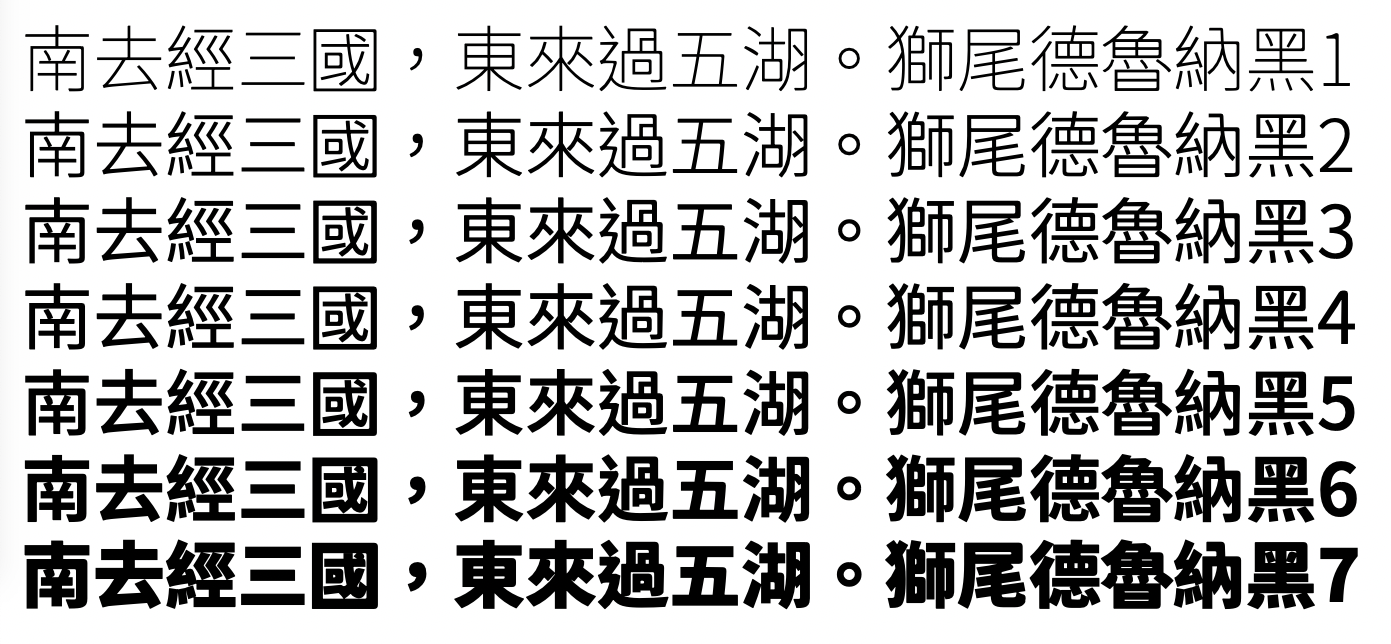 南去經三國，東來過五湖。獅尾德魯納黑1
南去經三國，東來過五湖。獅尾德魯納黑2
南去經三國，東來過五湖。獅尾德魯納黑3
南去經三國，東來過五湖。獅尾德魯納黑4
南去經三國，東來過五湖。獅尾德魯納黑5
南去經三國，東來過五湖。獅尾德魯納黑6
南去經三國，東來過五湖。獅尾德魯納黑7